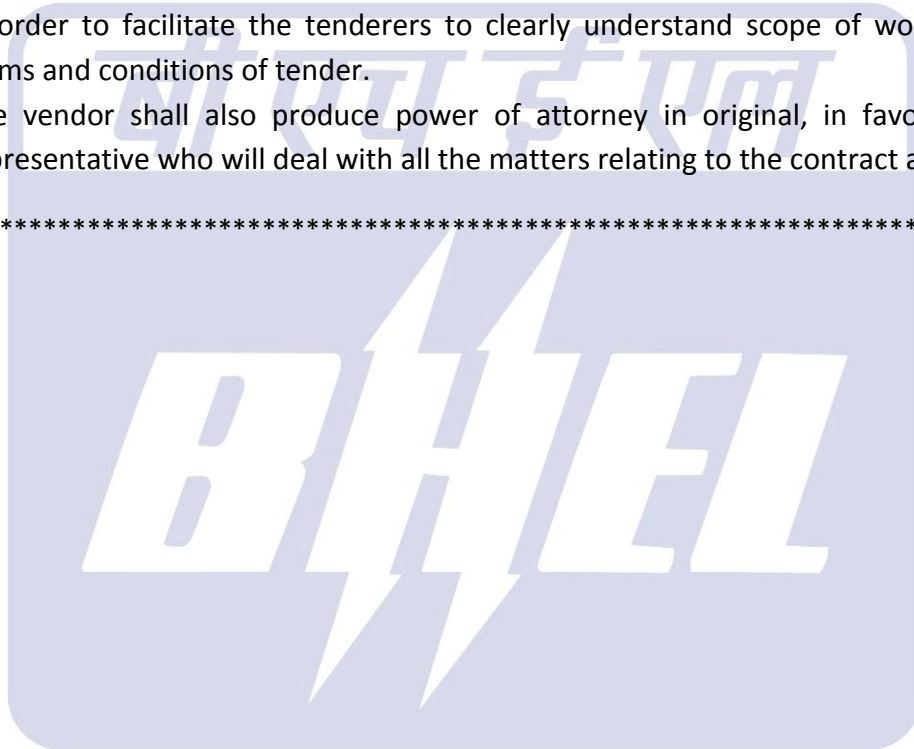 order to facilitate the tenderers to clearly understand scope of wo
ms and conditions of tender.
e vendor shall also produce power of attorney in original, in favo
presentative who will deal with all the matters relating to the contract a
*****************************************************************
बी एच ई एल
BHEL